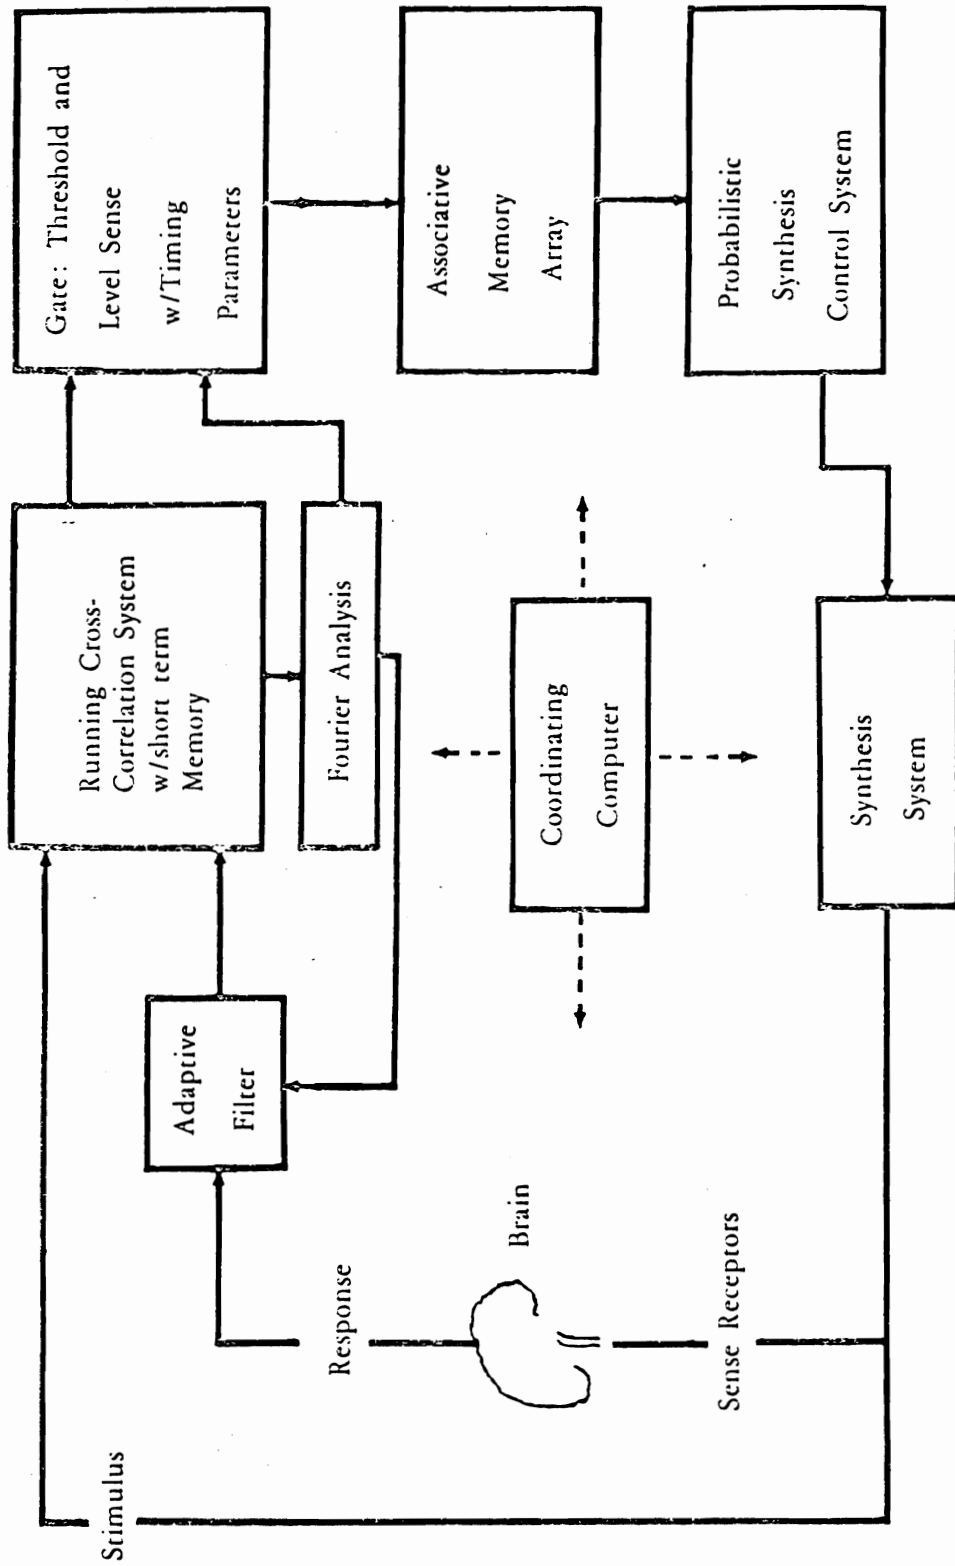 Stimulus
Response
Brain
Sense Receptors
Adaptive
Filter
Running Cross-
Correlation System
w/short term
Memory
Fourier Analysis
Coordinating
Computer
Synthesis
System
Gate: Threshold and
Level Sense
w/Timing
Parameters
Associative
Memory
Array
Probabilistic
Synthesis
Control System